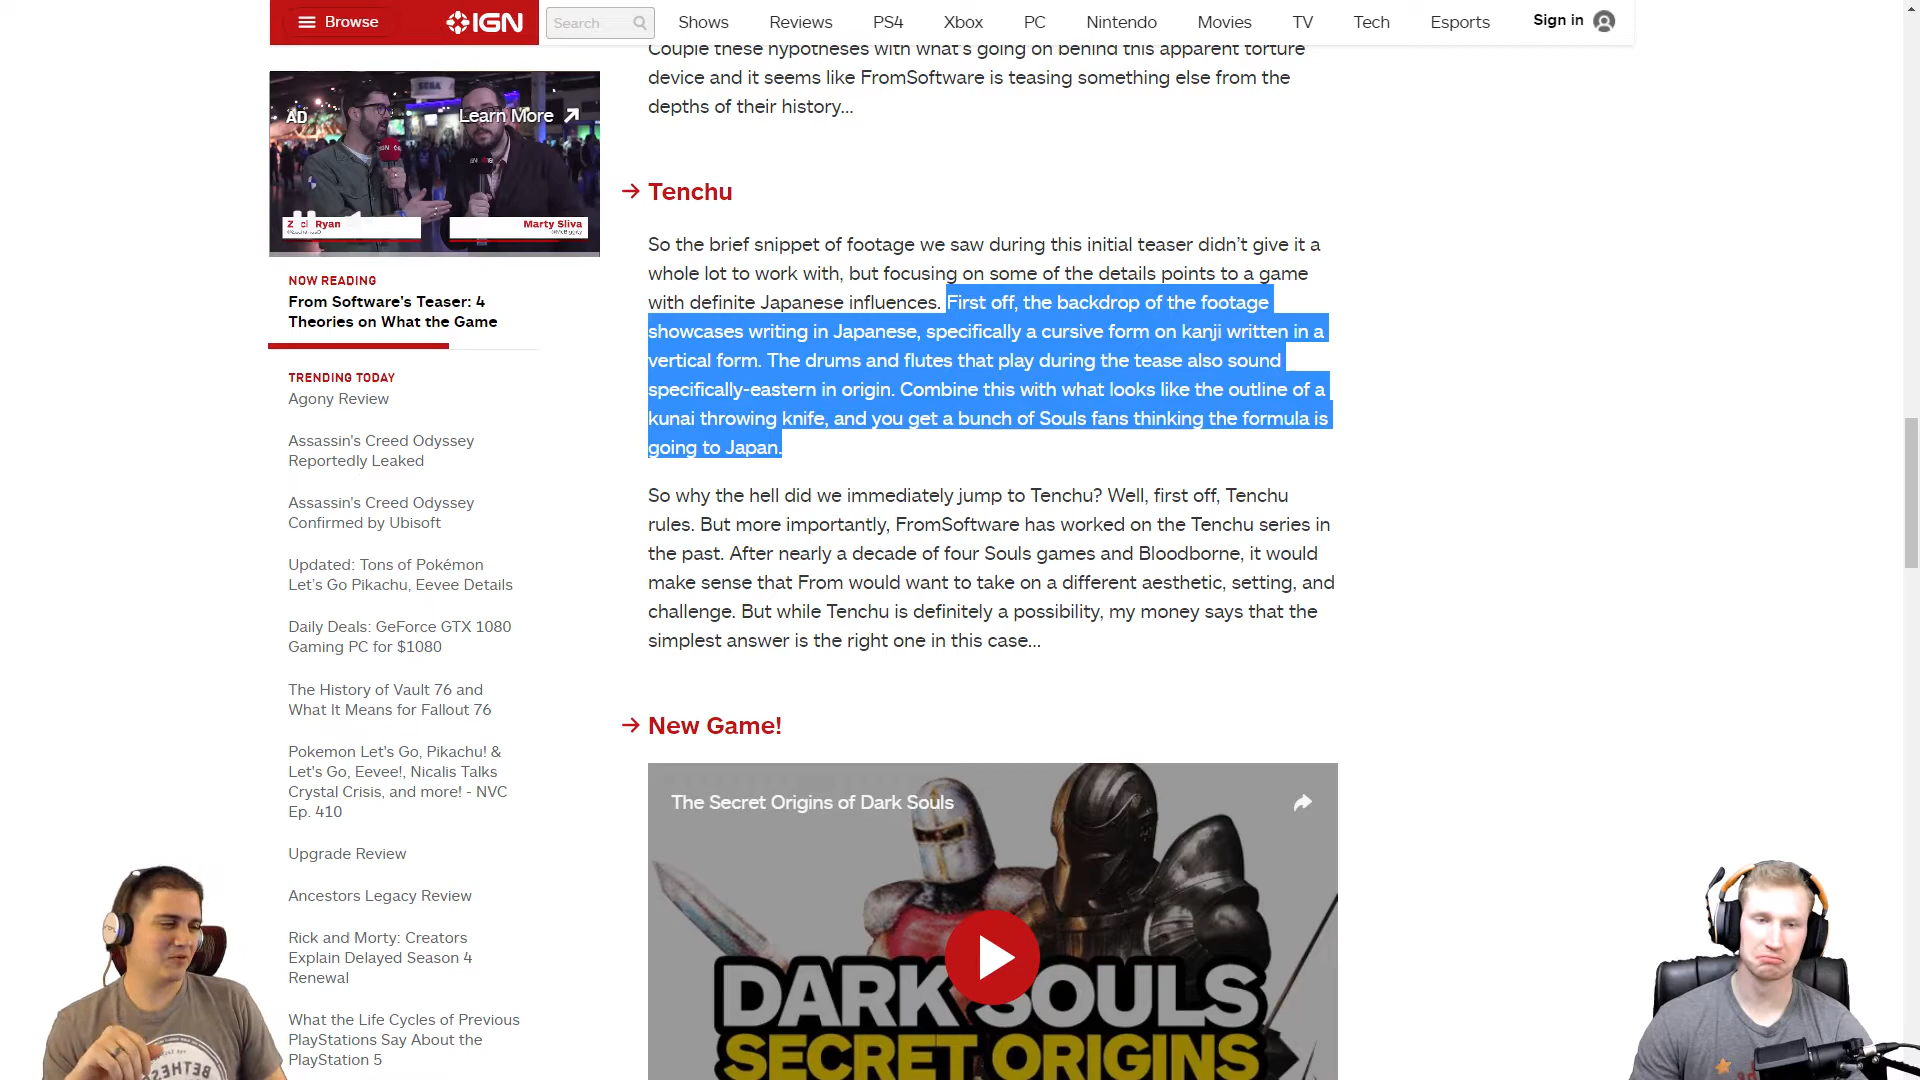 Browse
IGN
Search
Shows
Reviews
PS4
Xbox
PC
Nintendo
Movies
TV
Tech
Esports
Sign in
AD
Learn More
Ryan
Marty Sliva
NOW READING
From Software's Teaser: 4
Theories on What the Game
TRENDING TODAY
Agony Review
Assassin's Creed Odyssey
Reportedly Leaked
Assassin's Creed Odyssey
Confirmed by Ubisoft
Updated: Tons of Pokémon
Let's Go Pikachu, Eevee Details
Daily Deals: GeForce GTX 1080
Gaming PC for $1080
The History of Vault 76 and
What It Means for Fallout 76
Pokemon Let's Go, Pikachu! &
Let's Go, Eevee!, Nicalis Talks
Crystal Crisis, and more! - NVC
Ep. 410
Upgrade Review
Ancestors Legacy Review
Rick and Morty: Creators
Explain Delayed Season 4
Renewal
What the Life Cycles of Previous
PlayStations Say About the
PlayStation 5
Couple these hypotheses with what's going on behind this apparent torture
device and it seems like FromSoftware is teasing something else from the
depths of their history...
Tenchu
So the brief snippet of footage we saw during this initial teaser didn't give it a
whole lot to work with, but focusing on some of the details points to a game
with definite Japanese influences. First off, the backdrop of the footage
showcases writing in Japanese, specifically a cursive form on kanji written in a
vertical form. The drums and flutes that play during the tease also sound
specifically-eastern in origin. Combine this with what looks like the outline of a
kunai throwing knife, and you get a bunch of Souls fans thinking the formula is
going to Japan.
So why the hell did we immediately jump to Tenchu? Well, first off, Tenchu
rules. But more importantly, FromSoftware has worked on the Tenchu series in
the past. After nearly a decade of four Souls games and Bloodborne, it would
make sense that From would want to take on a different aesthetic, setting, and
challenge. But while Tenchu is definitely a possibility, my money says that the
simplest answer is the right one in this case...
New Game!
The Secret Origins of Dark Souls
DARK SOULS
SECRET ORIGINS